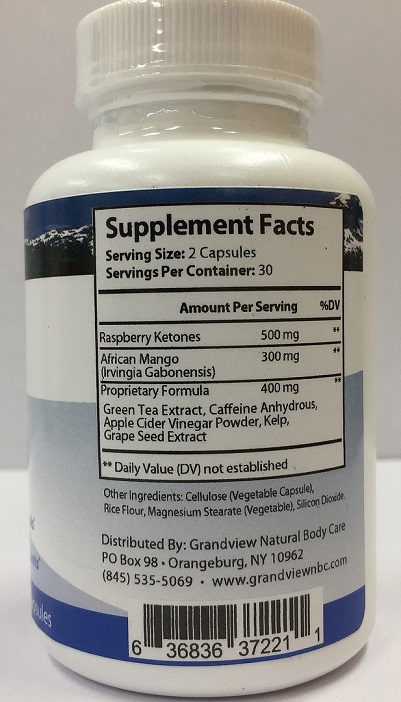 Supplement Facts
Serving Size: 2 Capsules
Servings Per Container: 30
Amount Per Serving %DV
Raspberry Ketones 500 mg **
African Mango 300 mg **
(Irvingia Gabonensis)
Proprietary Formula 400 mg **
Green Tea Extract, Caffeine Anhydrous,
Apple Cider Vinegar Powder, Kelp,
Grape Seed Extract
** Daily Value (DV) not established
Other Ingredients: Cellulose (Vegetable Capsule),
Rice Flour, Magnesium Stearate (Vegetable), Silicon Dioxide.
Distributed By: Grandview Natural Body Care
PO Box 98 • Orangeburg, NY 10962
(845) 535-5069 • www.grandviewnbc.com
6 36836 37221 1